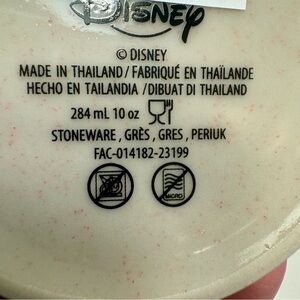 DISNEY
© DISNEY
MADE IN THAILAND / FABRIQUÉ EN THAÏLANDE
HECHO EN TAILANDIA / DIBUAT DI THAILAND
284 mL 10 oz
STONEWARE , GRÈS , GRES , PERIUK
FAC-014182-23199
MICRO